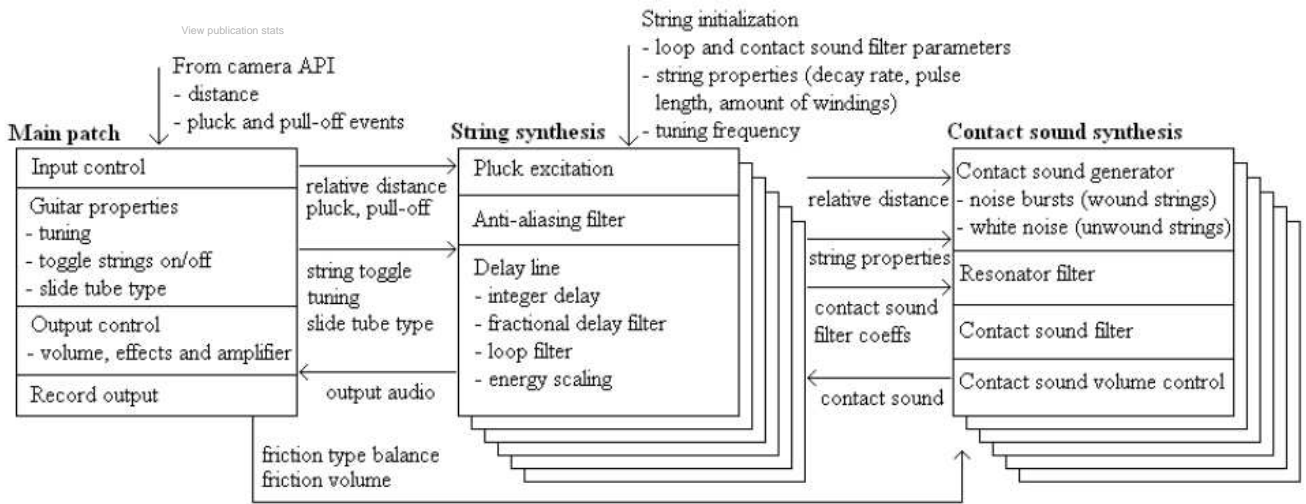 View publication stats
From camera API
- distance
- pluck and pull-off events
String initialization
- loop and contact sound filter parameters
- string properties (decay rate, pulse
length, amount of windings)
- tuning frequency
Main patch
Input control
Guitar properties
- tuning
- toggle strings on/off
- slide tube type
Output control
- volume, effects and amplifier
Record output
relative distance
pluck, pull-off
string toggle
tuning
slide tube type
output audio
String synthesis
Pluck excitation
Anti-aliasing filter
Delay line
- integer delay
- fractional delay filter
- loop filter
- energy scaling
relative distance
string properties
contact sound
filter coeffs
contact sound
Contact sound synthesis
Contact sound generator
- noise bursts (wound strings)
- white noise (unwound strings)
Resonator filter
Contact sound filter
Contact sound volume control
friction type balance
friction volume